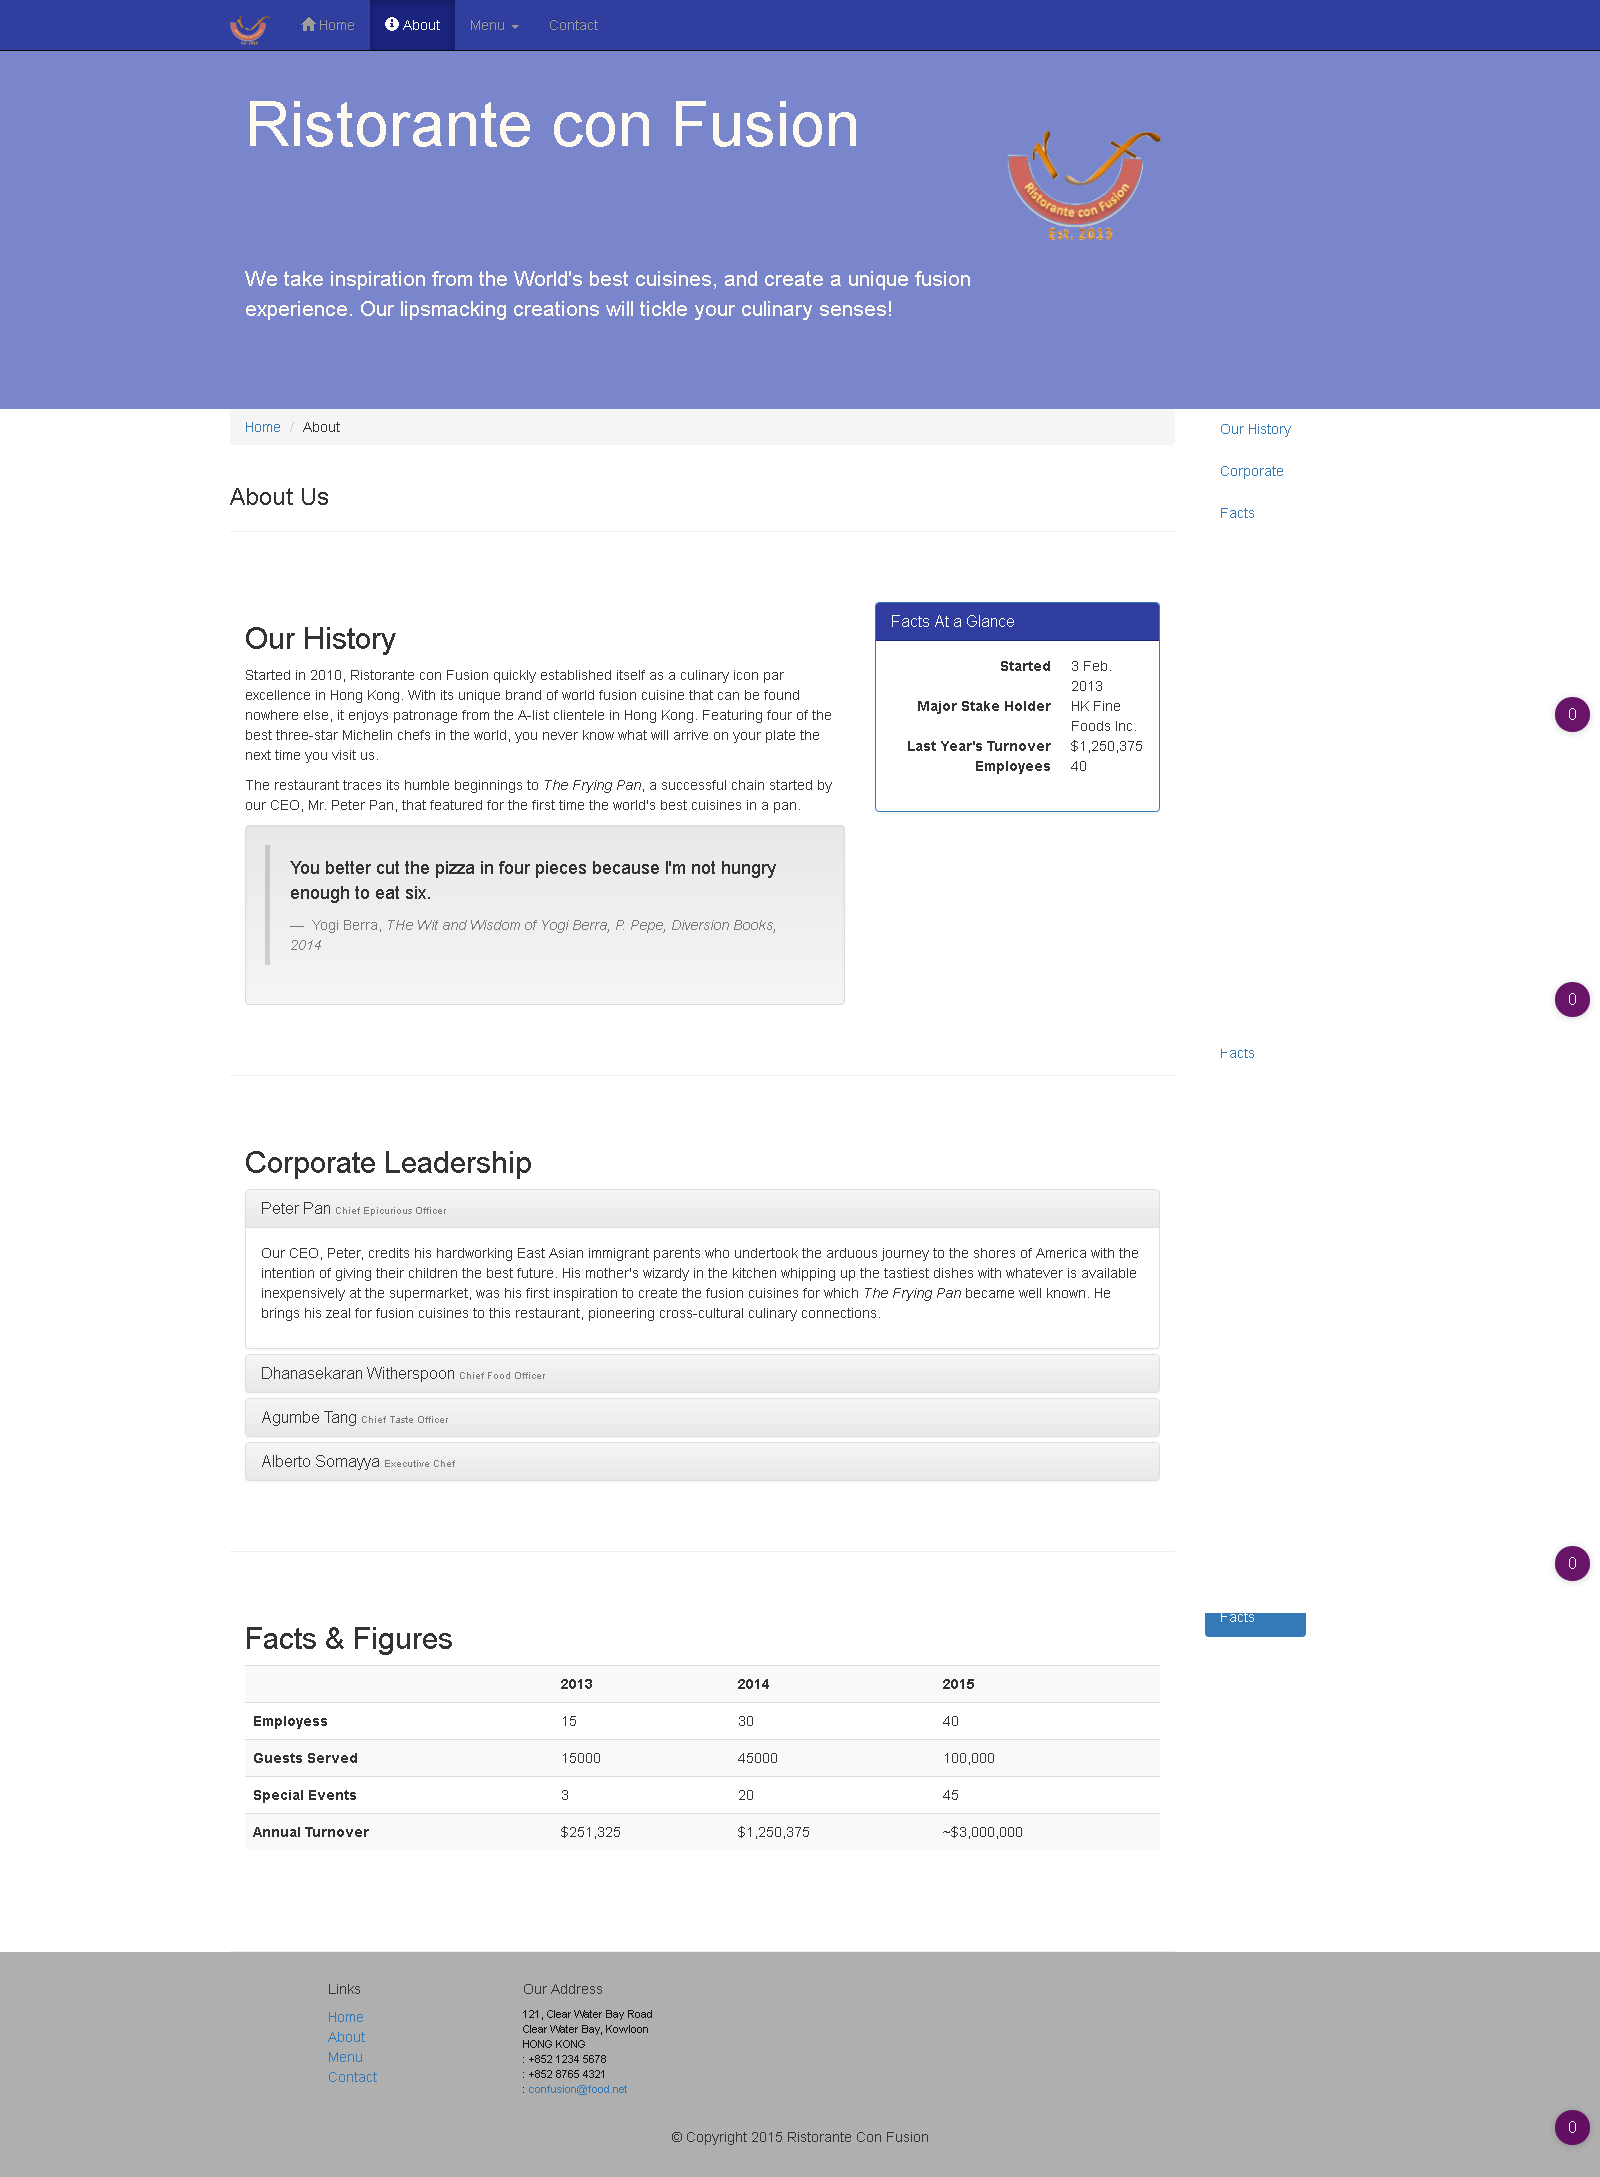 Home About Menu Contact
Ristorante con Fusion
Ristorante con Fusion
Est. 2013
We take inspiration from the World's best cuisines, and create a unique fusion
experience. Our lipsmacking creations will tickle your culinary senses!
Home / About
Our History
Corporate
Facts
About Us
Our History
Started in 2010, Ristorante con Fusion quickly established itself as a culinary icon par
excellence in Hong Kong. With its unique brand of world fusion cuisine that can be found
nowhere else, it enjoys patronage from the A-list clientele in Hong Kong. Featuring four of the
best three-star Michelin chefs in the world, you never know what will arrive on your plate the
next time you visit us.
The restaurant traces its humble beginnings to The Frying Pan, a successful chain started by
our CEO, Mr. Peter Pan, that featured for the first time the world's best cuisines in a pan.
You better cut the pizza in four pieces because I'm not hungry
enough to eat six.
— Yogi Berra, THe Wit and Wisdom of Yogi Berra, P. Pepe, Diversion Books,
2014
Facts At a Glance
Started 3 Feb.
2013
Major Stake Holder HK Fine
Foods Inc.
Last Year's Turnover $1,250,375
Employees 40
0
0
Facts
Corporate Leadership
Peter Pan Chief Epicurious Officer
Our CEO, Peter, credits his hardworking East Asian immigrant parents who undertook the arduous journey to the shores of America with the
intention of giving their children the best future. His mother's wizardy in the kitchen whipping up the tastiest dishes with whatever is available
inexpensively at the supermarket, was his first inspiration to create the fusion cuisines for which The Frying Pan became well known. He
brings his zeal for fusion cuisines to this restaurant, pioneering cross-cultural culinary connections.
Dhanasekaran Witherspoon Chief Food Officer
Agumbe Tang Chief Taste Officer
Alberto Somayya Executive Chef
0
Facts
Facts & Figures
2013 2014 2015
Employess 15 30 40
Guests Served 15000 45000 100,000
Special Events 3 20 45
Annual Turnover $251,325 $1,250,375 ~$3,000,000
Links
Home
About
Menu
Contact
Our Address
121, Clear Water Bay Road
Clear Water Bay, Kowloon
HONG KONG
: +852 1234 5678
: +852 8765 4321
: confusion@food.net
0
© Copyright 2015 Ristorante Con Fusion